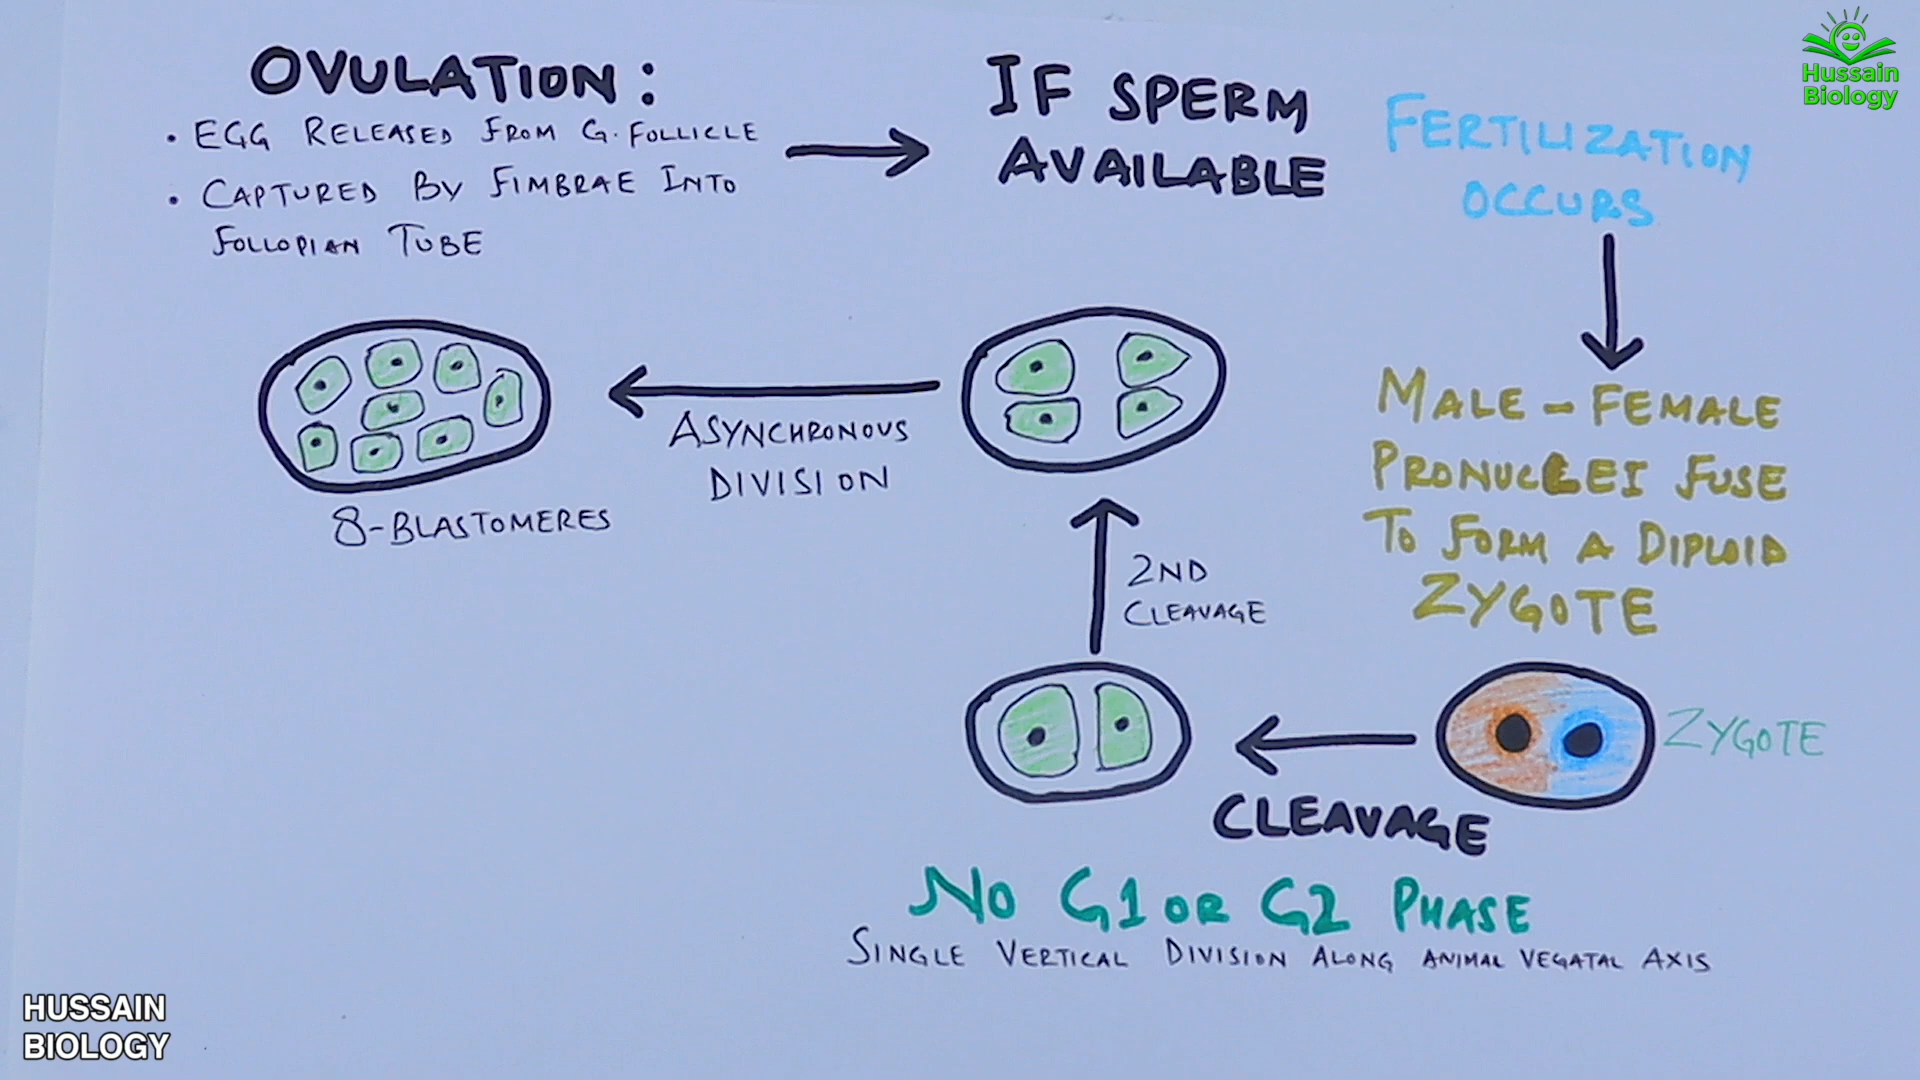 OVULATION:
• EGG RELEASED FROM G. FOLLICLE
• CAPTURED BY FIMBRAE INTO
FOLLOPIAN TUBE
IF SPERM
AVAILABLE
FERTILIZATION
OCCURS
MALE - FEMALE
PRONUCLEI FUSE
TO FORM A DIPLOID
ZYGOTE
ZYGOTE
CLEAVAGE
NO G1 OR G2 PHASE
SINGLE VERTICAL DIVISION ALONG ANIMAL VEGATAL AXIS
2ND
CLEAVAGE
ASYNCHRONOUS
DIVISION
8-BLASTOMERES
Hussain
Biology
HUSSAIN
BIOLOGY